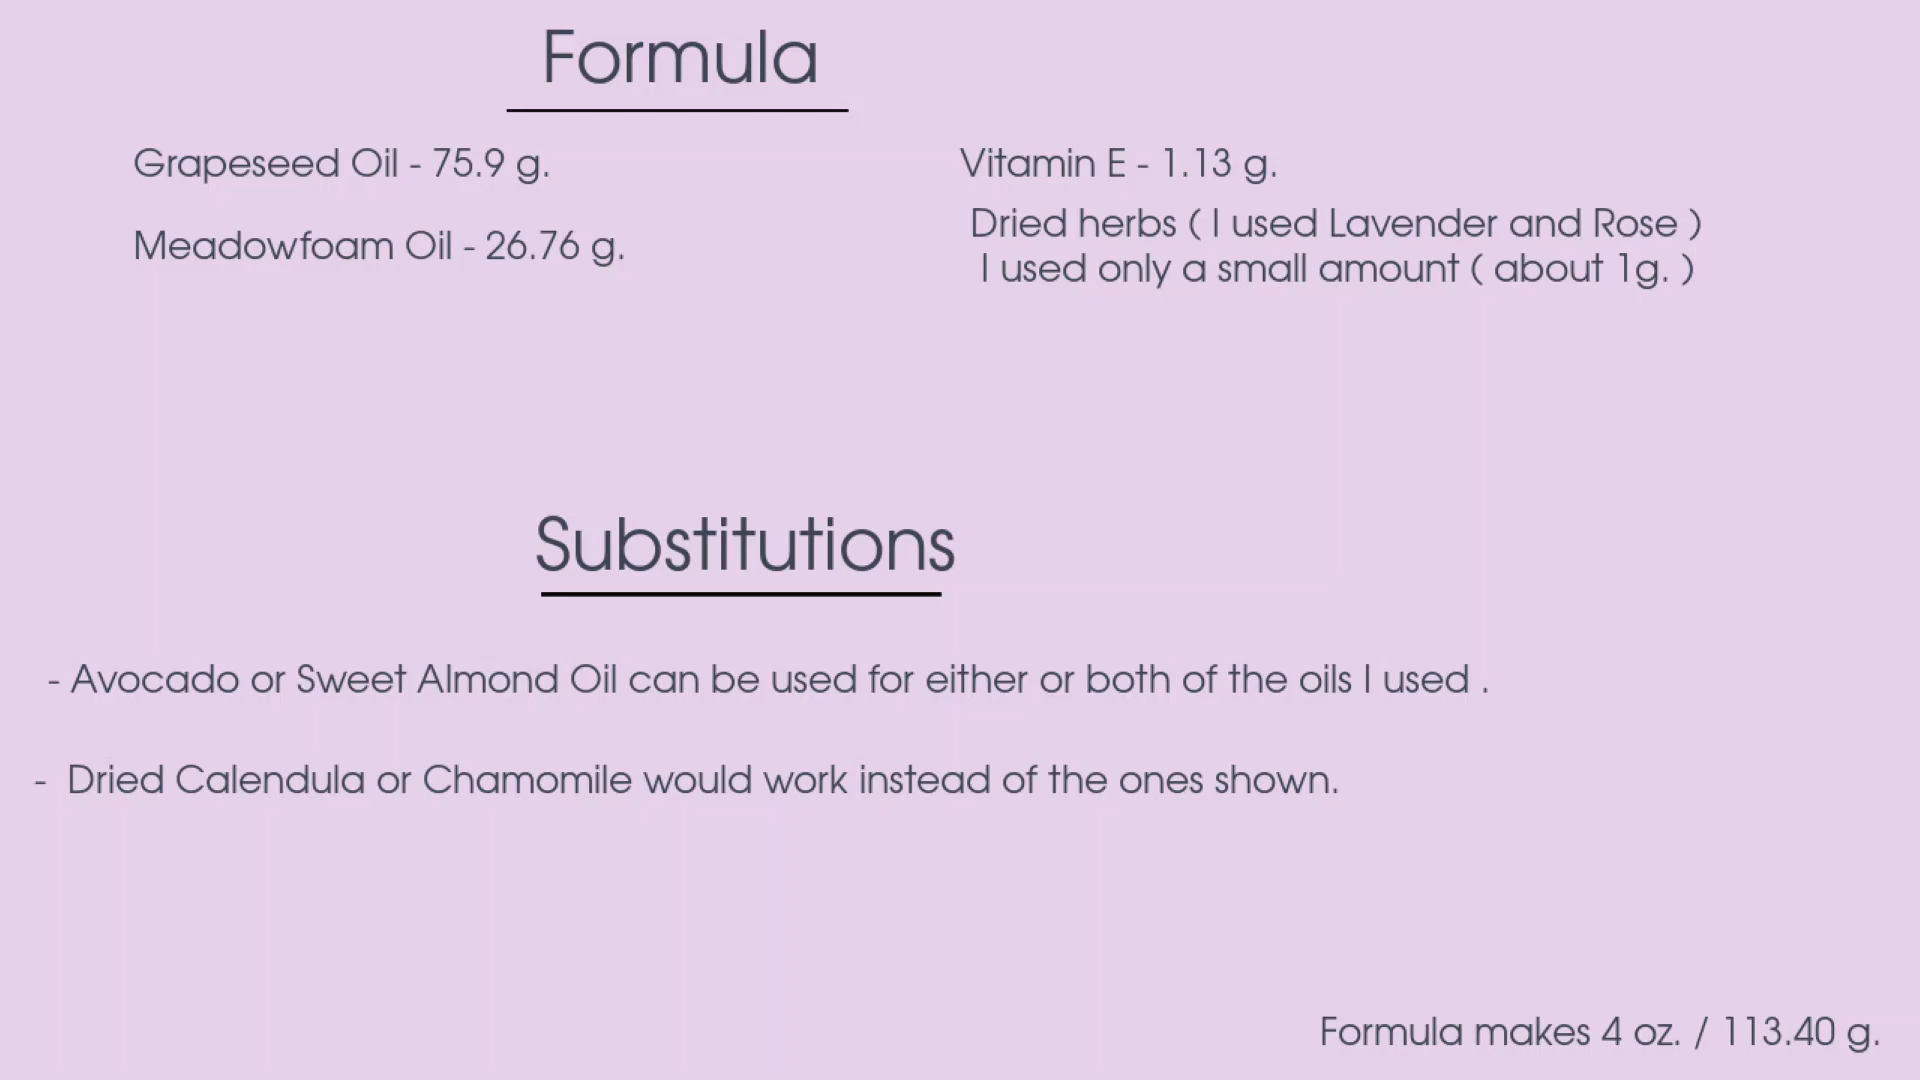 Formula
Grapeseed Oil - 75.9 g.
Meadowfoam Oil - 26.76 g.
Vitamin E - 1.13 g.
Dried herbs ( I used Lavender and Rose )
I used only a small amount ( about 1g. )
Substitutions
- Avocado or Sweet Almond Oil can be used for either or both of the oils I used .
- Dried Calendula or Chamomile would work instead of the ones shown.
Formula makes 4 oz. / 113.40 g.